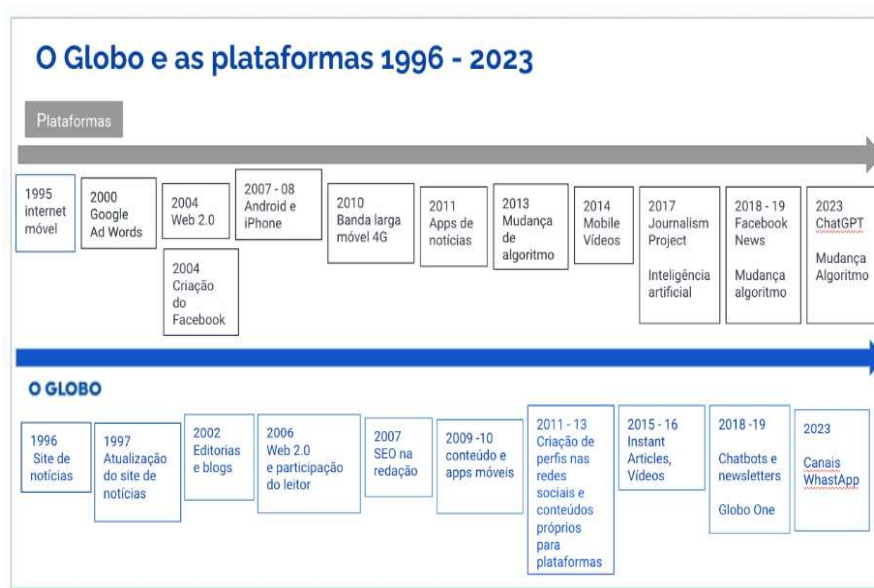 O Globo e as plataformas 1996 - 2023
Plataformas
1995
internet
móvel
2000
Google
Ad Words
2004
Web 2.0
2004
Criação
do
Facebook
2007 - 08
Android e
iPhone
2010
Banda larga
móvel 4G
2011
Apps de
notícias
2013
Mudança
de
algoritmo
2014
Mobile
Vídeos
2017
Journalism
Project
Inteligência
artificial
2018 - 19
Facebook
News
Mudança
algoritmo
2023
ChatGPT
Mudança
Algoritmo
O GLOBO
1996
Site de
notícias
1997
Atualização
do site de
notícias
2002
Editorias
e blogs
2006
Web 2.0
e participação
do leitor
2007
SEO na
redação
2009 -10
conteúdo e
apps móveis
2011 - 13
Criação de
perfis nas
redes
sociais e
conteúdos
próprios
para
plataformas
2015 - 16
Instant
Articles,
Vídeos
2018 -19
Chatbots e
newsletters
Globo One
2023
Canais
WhastApp